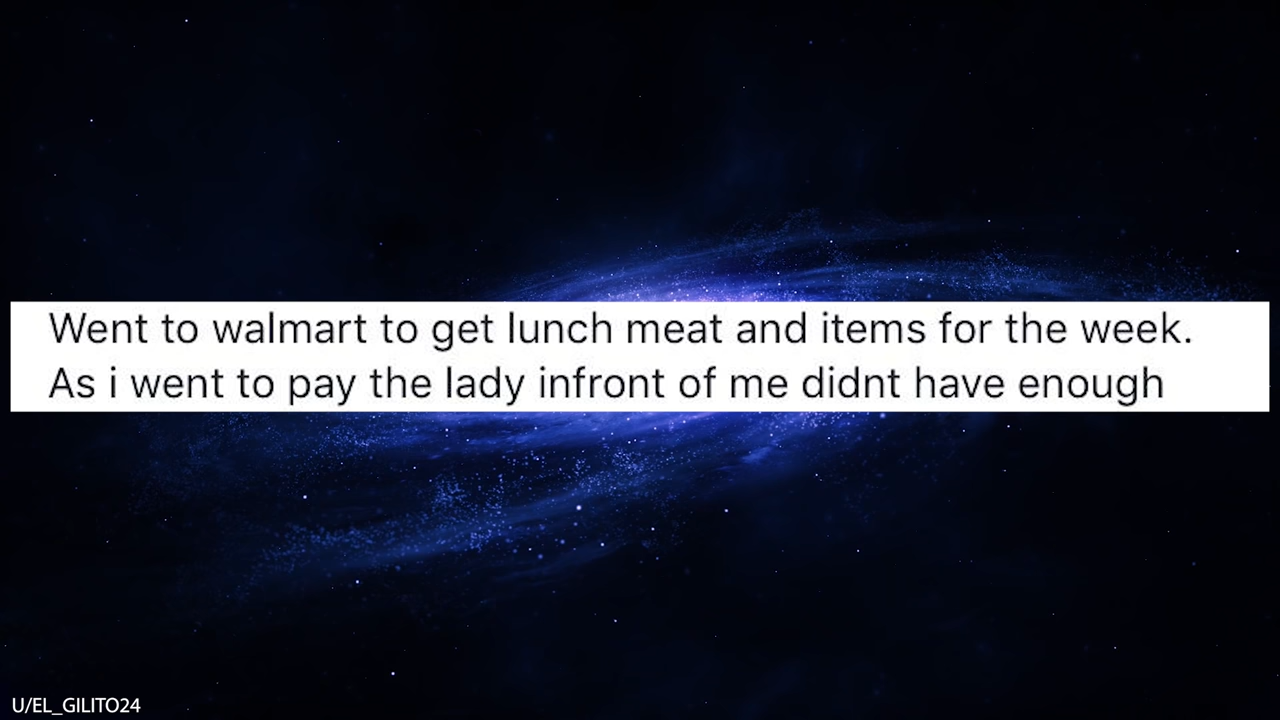 Went to walmart to get lunch meat and items for the week.
As i went to pay the lady infront of me didnt have enough
U/EL_GILITO24